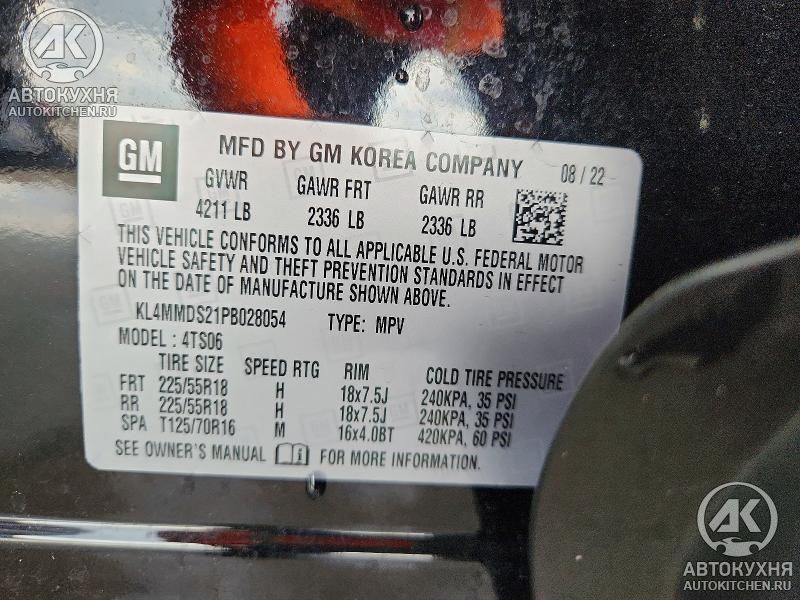 АК
АВТОКУХНЯ
AUTOKITCHEN.RU
GM
MFD BY GM KOREA COMPANY 08 / 22
GVWR GAWR FRT GAWR RR
4211 LB 2336 LB 2336 LB
THIS VEHICLE CONFORMS TO ALL APPLICABLE U.S. FEDERAL MOTOR
VEHICLE SAFETY AND THEFT PREVENTION STANDARDS IN EFFECT
ON THE DATE OF MANUFACTURE SHOWN ABOVE.
KL4MMDS21PB028054 TYPE: MPV
MODEL : 4TS06
TIRE SIZE SPEED RTG RIM COLD TIRE PRESSURE
FRT 225/55R18 H 18x7.5J 240KPA, 35 PSI
RR 225/55R18 H 18x7.5J 240KPA, 35 PSI
SPA T125/70R16 M 16x4.0BT 420KPA, 60 PSI
SEE OWNER'S MANUAL FOR MORE INFORMATION.
АК
АВТОКУХНЯ
AUTOKITCHEN.RU